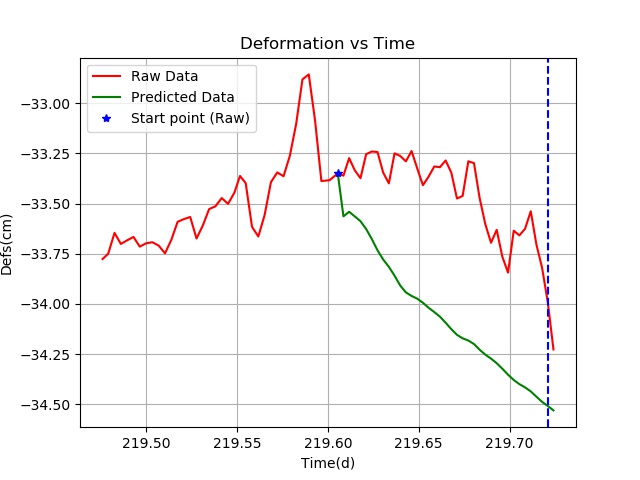 Deformation vs Time
Raw Data
Predicted Data
Start point (Raw)
−33.00
−33.25
−33.50
−33.75
−34.00
−34.25
−34.50
Defs(cm)
219.50 219.55 219.60 219.65 219.70
Time(d)